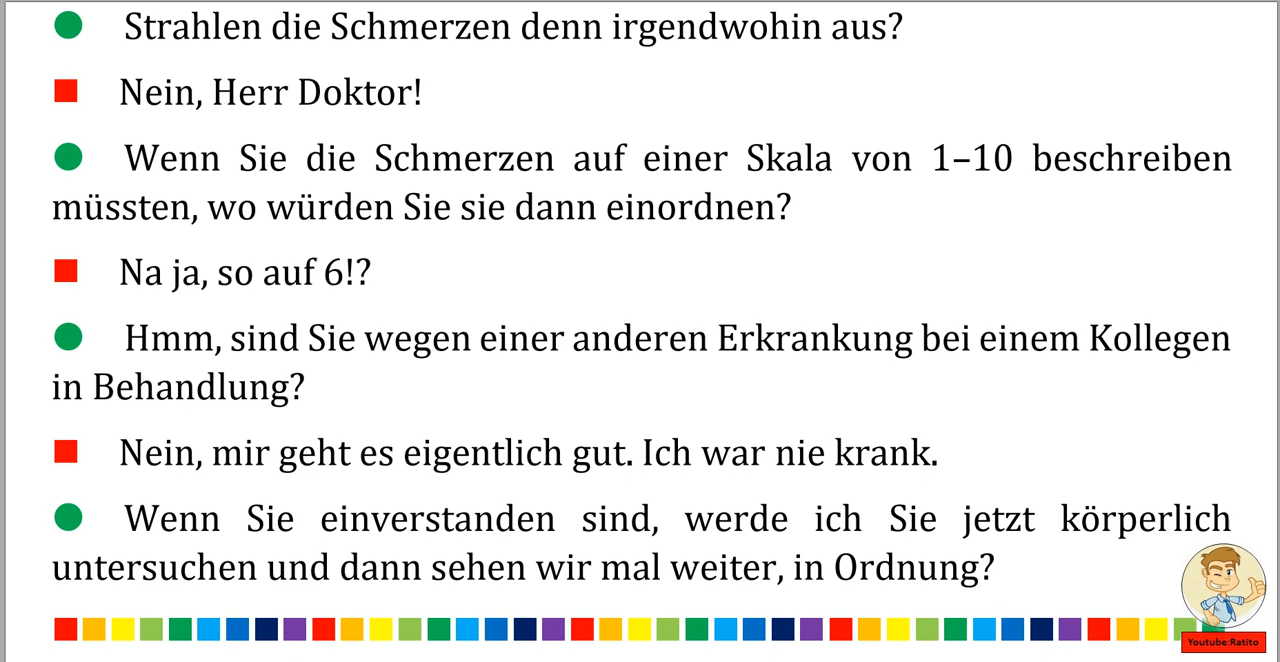 Strahlen die Schmerzen denn irgendwohin aus?
Nein, Herr Doktor!
Wenn Sie die Schmerzen auf einer Skala von 1–10 beschreiben
müssten, wo würden Sie sie dann einordnen?
Na ja, so auf 6!?
Hmm, sind Sie wegen einer anderen Erkrankung bei einem Kollegen
in Behandlung?
Nein, mir geht es eigentlich gut. Ich war nie krank.
Wenn Sie einverstanden sind, werde ich Sie jetzt körperlich
untersuchen und dann sehen wir mal weiter, in Ordnung?
Youtube:Ratito